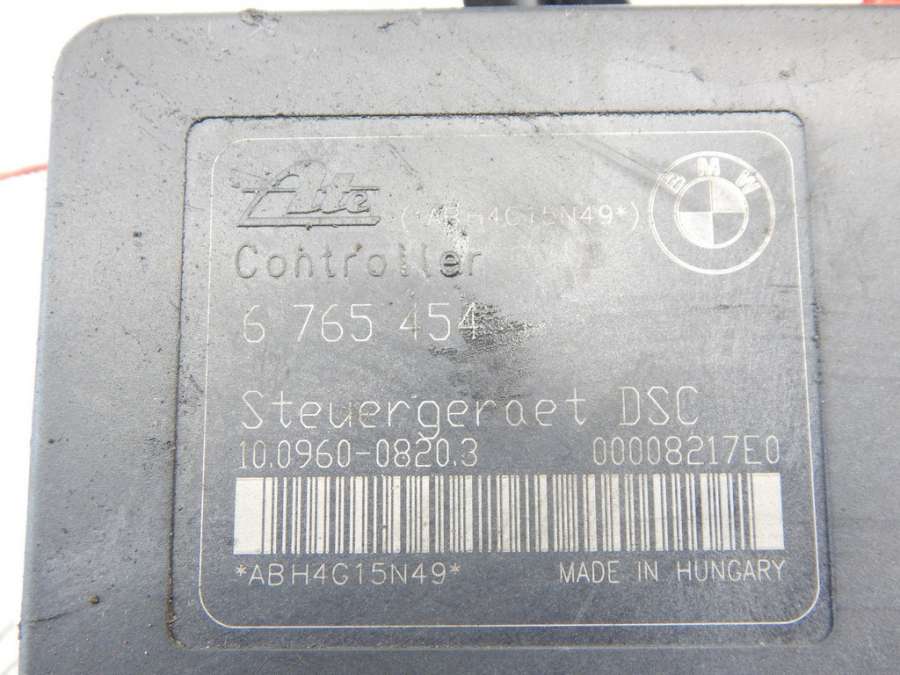 Ate
(*ABH4G15N49*)
BMW
Controller
6 765 454
Steuergeraet DSC
10.0960-0820.3 00008217E0
*ABH4G15N49*
MADE IN HUNGARY